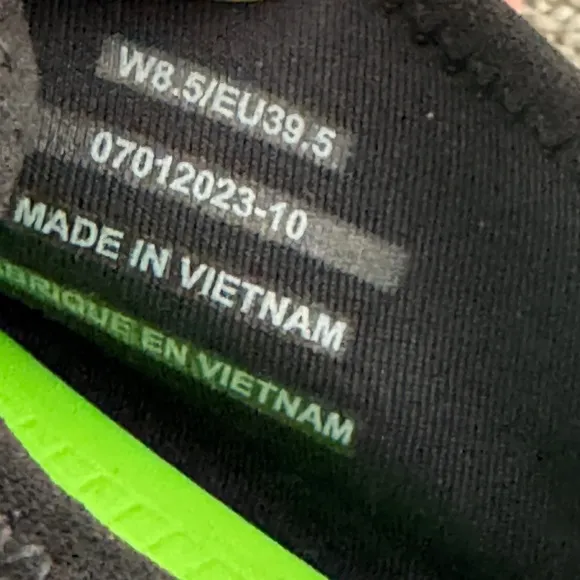 W8.5/EU39.5
07012023-10
MADE IN VIETNAM
BRIQUE EN VIETNAM